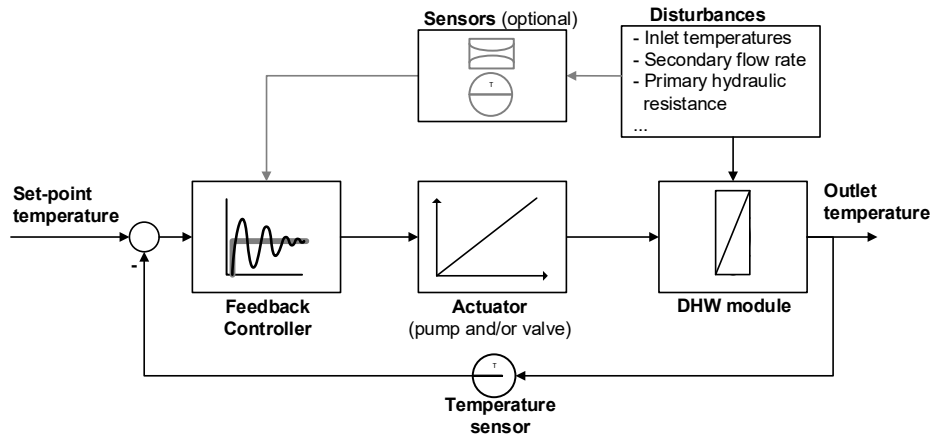 Sensors (optional)
T
Disturbances
- Inlet temperatures
- Secondary flow rate
- Primary hydraulic
resistance
...
Set-point
temperature
-
Feedback
Controller
Actuator
(pump and/or valve)
DHW module
Outlet
temperature
T
Temperature
sensor